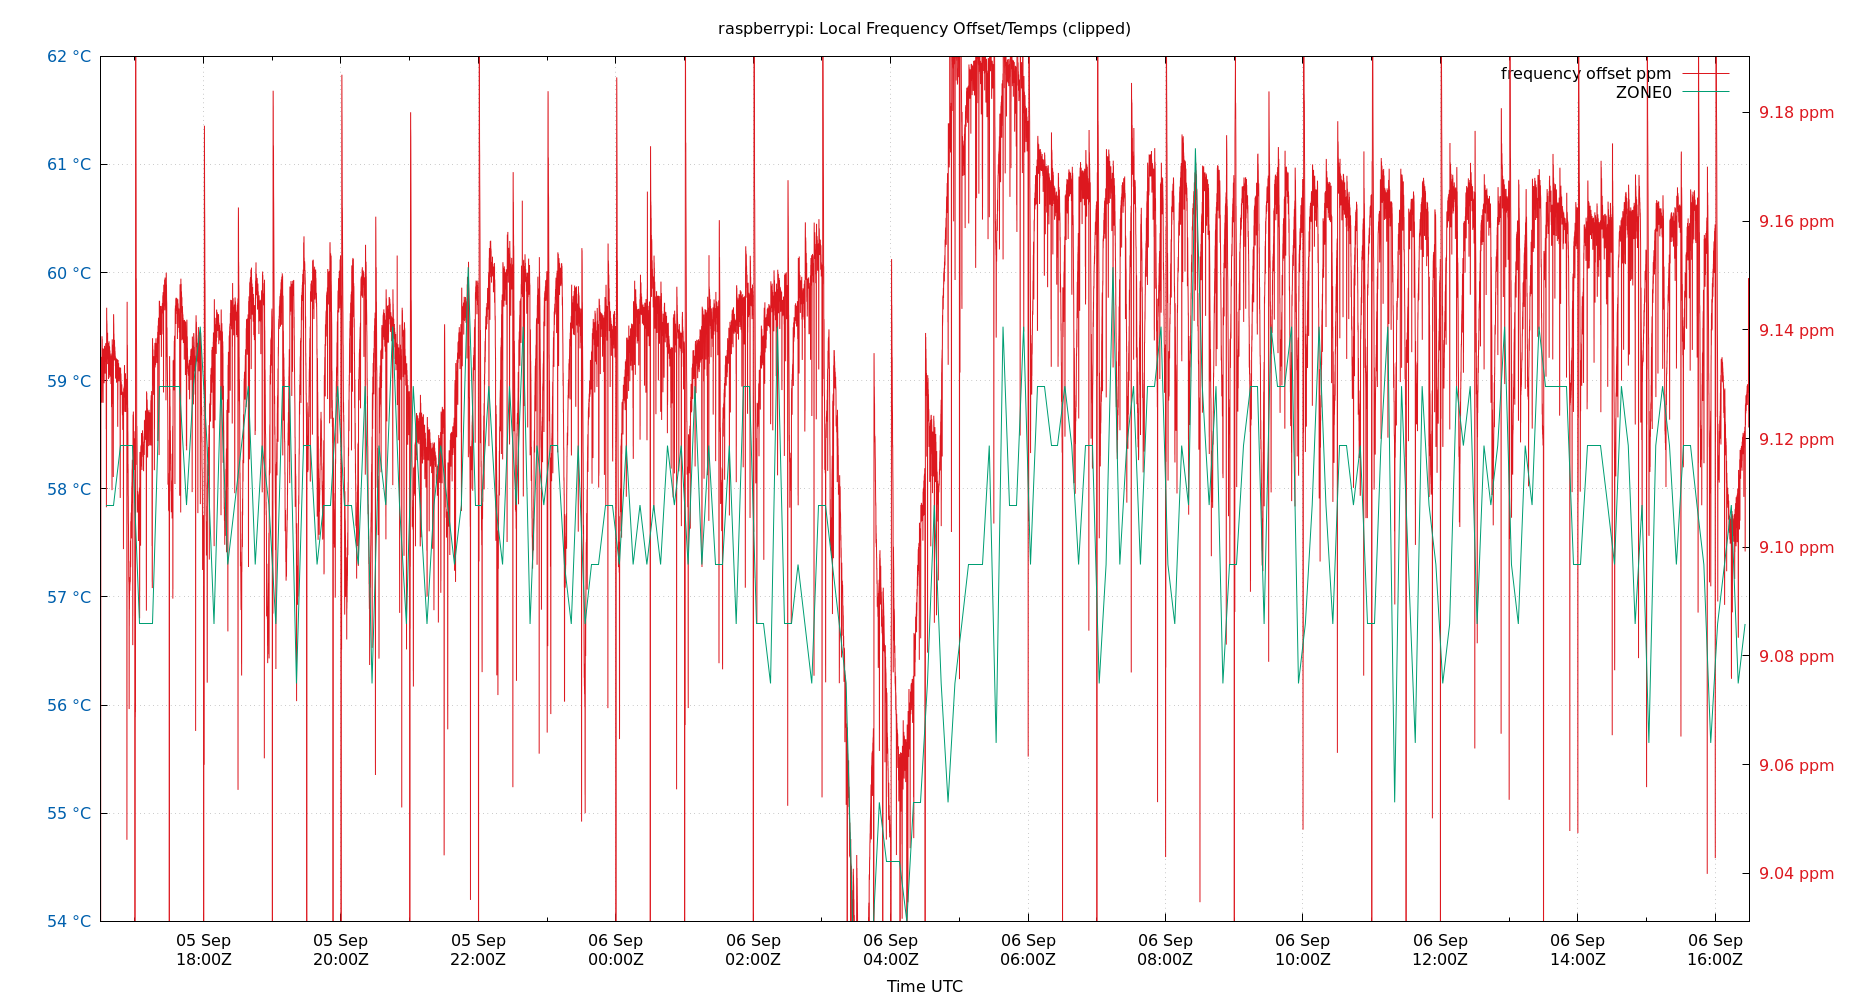 raspberrypi: Local Frequency Offset/Temps (clipped)
62 °C
61 °C
60 °C
59 °C
58 °C
57 °C
56 °C
55 °C
54 °C
frequency offset ppm
ZONE0
9.18 ppm
9.16 ppm
9.14 ppm
9.12 ppm
9.10 ppm
9.08 ppm
9.06 ppm
9.04 ppm
05 Sep 05 Sep 05 Sep 06 Sep 06 Sep 06 Sep 06 Sep 06 Sep 06 Sep 06 Sep 06 Sep 06 Sep
18:00Z 20:00Z 22:00Z 00:00Z 02:00Z 04:00Z 06:00Z 08:00Z 10:00Z 12:00Z 14:00Z 16:00Z
Time UTC